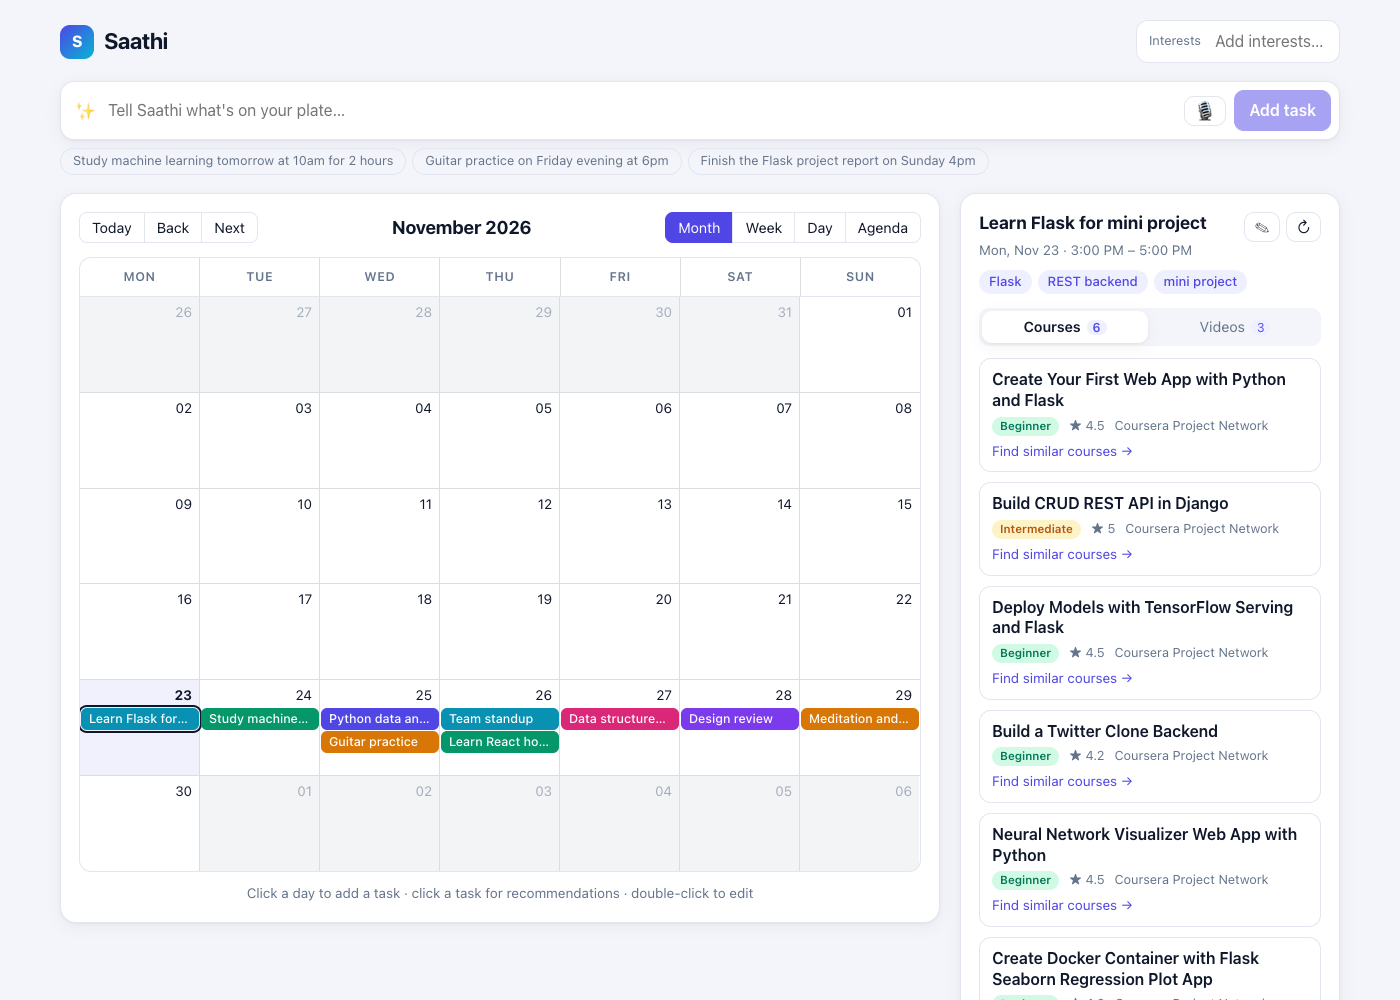 S Saathi
Interests Add interests...
Tell Saathi what's on your plate...
Add task
Study machine learning tomorrow at 10am for 2 hours
Guitar practice on Friday evening at 6pm
Finish the Flask project report on Sunday 4pm
Today Back Next
November 2026
Month Week Day Agenda
MON TUE WED THU FRI SAT SUN
26 27 28 29 30 31 01
02 03 04 05 06 07 08
09 10 11 12 13 14 15
16 17 18 19 20 21 22
23 24 25 26 27 28 29
Learn Flask for... Study machine... Python data an... Team standup Data structure... Design review Meditation and...
Guitar practice Learn React ho...
30 01 02 03 04 05 06
Click a day to add a task · click a task for recommendations · double-click to edit
Learn Flask for mini project
Mon, Nov 23 · 3:00 PM – 5:00 PM
Flask REST backend mini project
Courses 6 Videos 3
Create Your First Web App with Python
and Flask
Beginner ★ 4.5 Coursera Project Network
Find similar courses →
Build CRUD REST API in Django
Intermediate ★ 5 Coursera Project Network
Find similar courses →
Deploy Models with TensorFlow Serving
and Flask
Beginner ★ 4.5 Coursera Project Network
Find similar courses →
Build a Twitter Clone Backend
Beginner ★ 4.2 Coursera Project Network
Find similar courses →
Neural Network Visualizer Web App with
Python
Beginner ★ 4.5 Coursera Project Network
Find similar courses →
Create Docker Container with Flask
Seaborn Regression Plot App